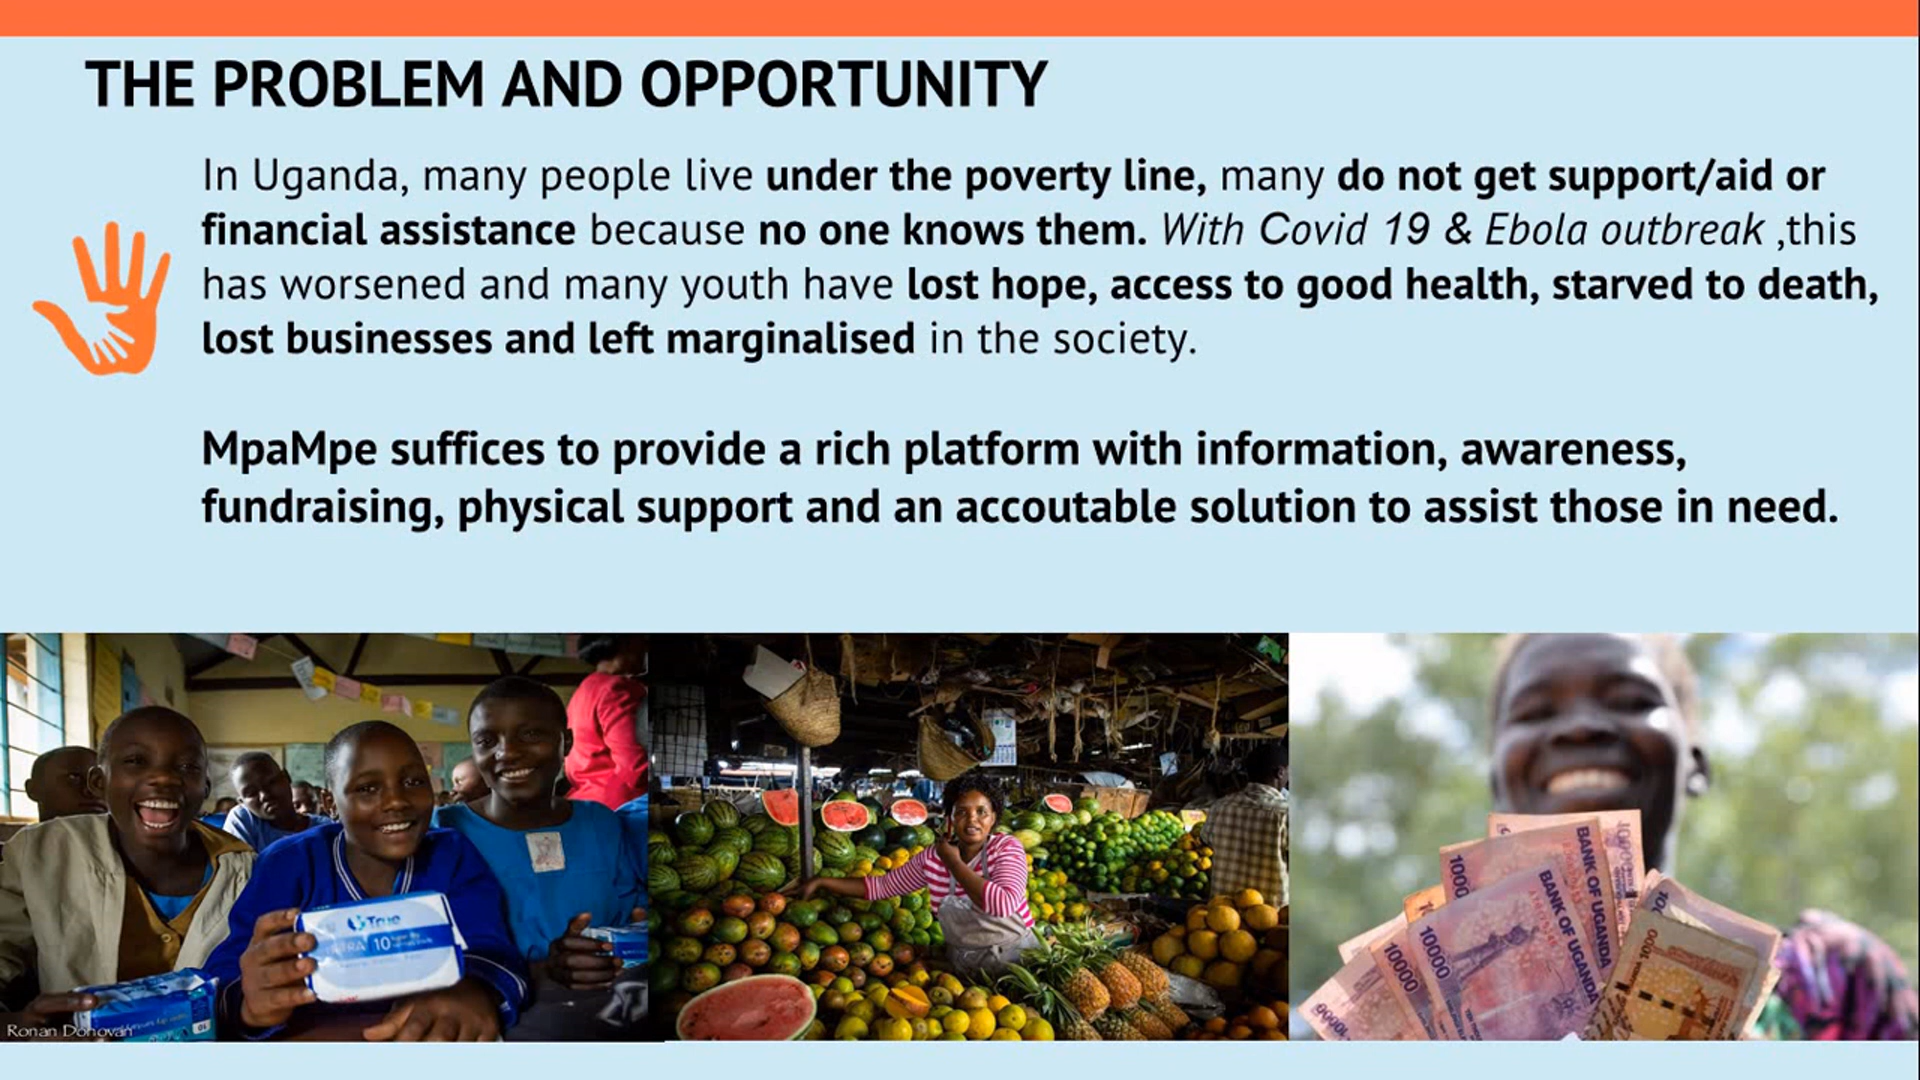 THE PROBLEM AND OPPORTUNITY
In Uganda, many people live under the poverty line, many do not get support/aid or
financial assistance because no one knows them. With Covid 19 & Ebola outbreak ,this
has worsened and many youth have lost hope, access to good health, starved to death,
lost businesses and left marginalised in the society.
MpaMpe suffices to provide a rich platform with information, awareness,
fundraising, physical support and an accoutable solution to assist those in need.
True
10
10
Ronan Donovan
1000
10000
10000
BANK OF UGANDA
BANK OF UGANDA
1000